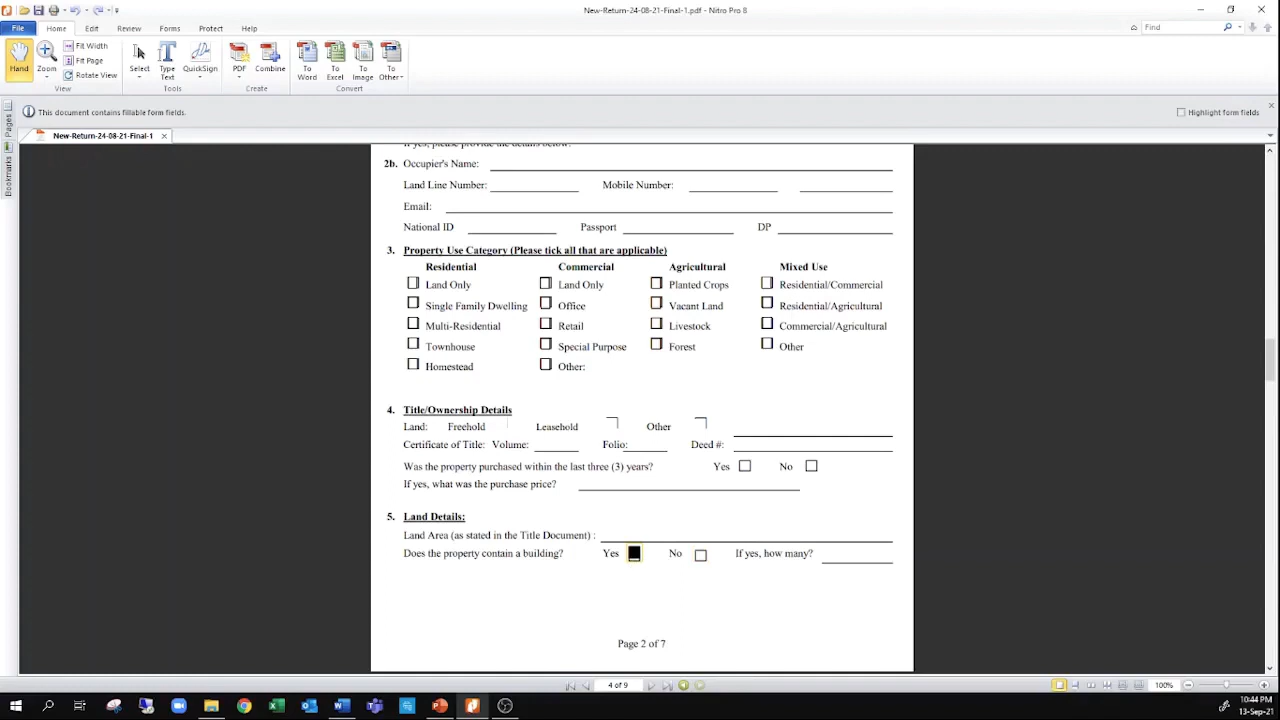 New-Return-24-08-21-Final-1.pdf - Nitro Pro 8
File Home Edit Review Forms Protect Help
Find
Hand
Zoom
Fit Width
Fit Page
Rotate View
Select
Type Text
QuickSign
PDF
Combine
To Word
To Excel
To Image
To Other
View Tools Create Convert
This document contains fillable form fields.
Highlight form fields
New-Return-24-08-21-Final-1
Pages
Bookmarks
If yes, please provide the details below:
2b. Occupier's Name:
Land Line Number: Mobile Number:
Email:
National ID Passport DP
3. Property Use Category (Please tick all that are applicable)
Residential Commercial Agricultural Mixed Use
Land Only Land Only Planted Crops Residential/Commercial
Single Family Dwelling Office Vacant Land Residential/Agricultural
Multi-Residential Retail Livestock Commercial/Agricultural
Townhouse Special Purpose Forest Other
Homestead Other:
4. Title/Ownership Details
Land: Freehold Leasehold Other
Certificate of Title: Volume: Folio: Deed #:
Was the property purchased within the last three (3) years? Yes No
If yes, what was the purchase price?
5. Land Details:
Land Area (as stated in the Title Document) :
Does the property contain a building? Yes No If yes, how many?
Page 2 of 7
4 of 9
100%
10:44 PM
13-Sep-21